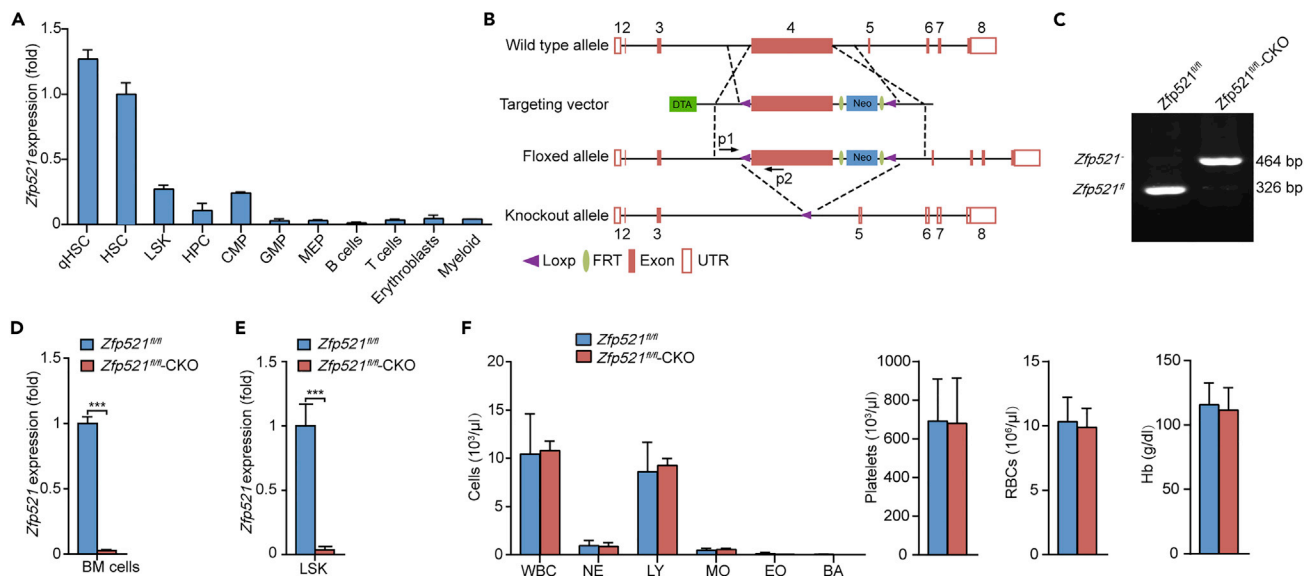 A
Zfp521 expression (fold)
1.5
1
0.5
0
qHSC
HSC
LSK
HPC
CMP
GMP
MEP
B cells
T cells
Erythroblasts
Myeloid
B
12 3 4 5 6 7 8
Wild type allele
Targeting vector
DTA
Neo
p1
Floxed allele
Neo
p2
Knockout allele
12 3 5 6 7 8
Loxp FRT Exon UTR
C
Zfp521fl/fl
Zfp521fl/fl-CKO
Zfp521- 464 bp
Zfp521fl 326 bp
D
Zfp521fl/fl
Zfp521fl/fl-CKO
Zfp521 expression (fold)
1.5
1
0.5
0
***
BM cells
E
Zfp521fl/fl
Zfp521fl/fl-CKO
Zfp521 expression (fold)
1.5
1
0.5
0
***
LSK
F
Zfp521fl/fl
Zfp521fl/fl-CKO
Cells (10³/µl)
20
15
10
5
0
WBC NE LY MO EO BA
Platelets (10³/µl)
1000
800
600
400
200
0
RBCs (10⁶/µl)
15
10
5
0
Hb (g/dl)
150
100
50
0